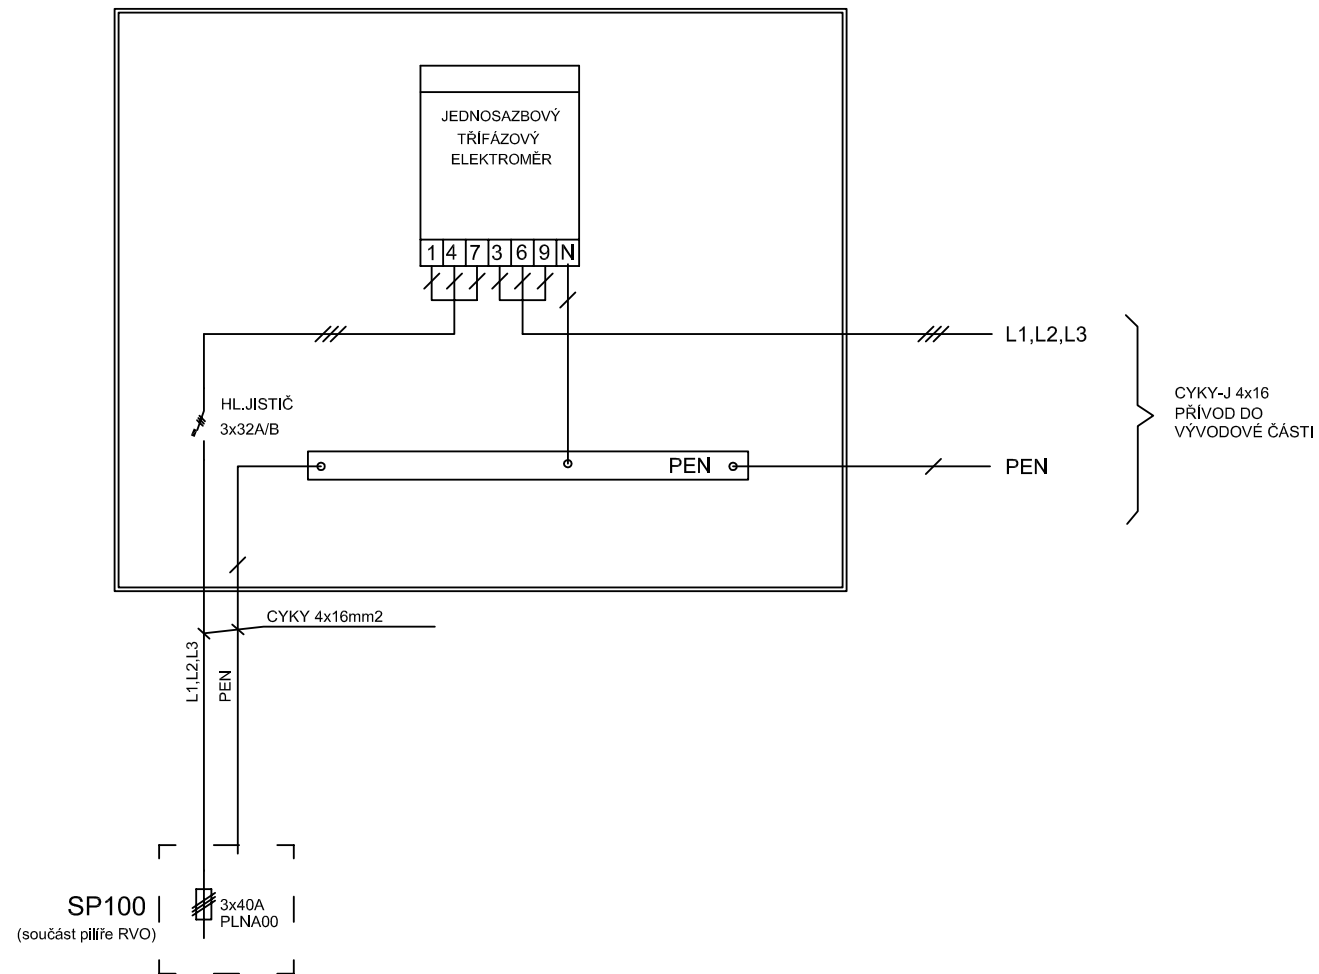 JEDNOSAZBOVÝ
TŘÍFÁZOVÝ
ELEKTROMĚR
1 4 7 3 6 9 N
L1,L2,L3
CYKY-J 4x16
PŘÍVOD DO
VÝVODOVÉ ČÁSTI
HL.JISTIČ
3x32A/B
PEN
PEN
CYKY 4x16mm2
L1,L2,L3
PEN
SP100
(součást pilíře RVO)
3x40A
PLNA00